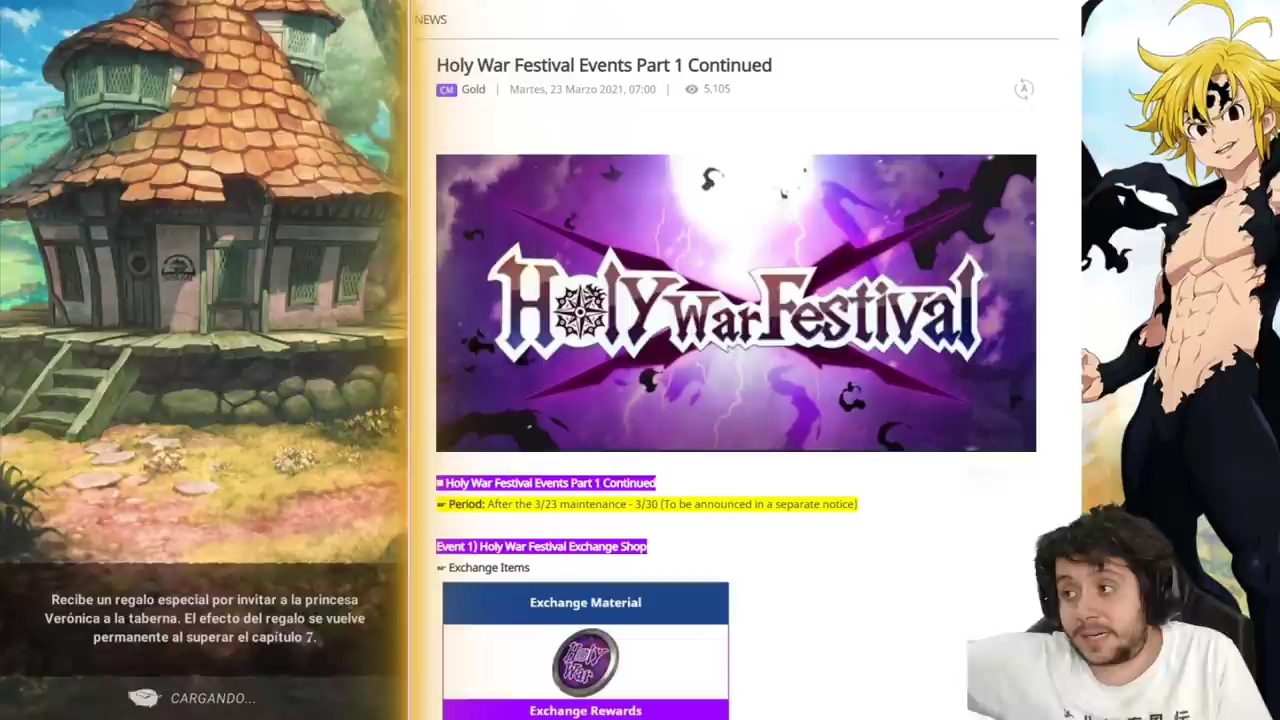 NEWS
Holy War Festival Events Part 1 Continued
CM Gold | Martes, 23 Marzo 2021, 07:00 | 5,105
A
Holy War Festival
■ Holy War Festival Events Part 1 Continued
☞ Period: After the 3/23 maintenance - 3/30 (To be announced in a separate notice)
Event 1) Holy War Festival Exchange Shop
☞ Exchange Items
Exchange Material
Holy War
Exchange Rewards
Recibe un regalo especial por invitar a la princesa
Verónica a la taberna. El efecto del regalo se vuelve
permanente al superar el capítulo 7.
CARGANDO...